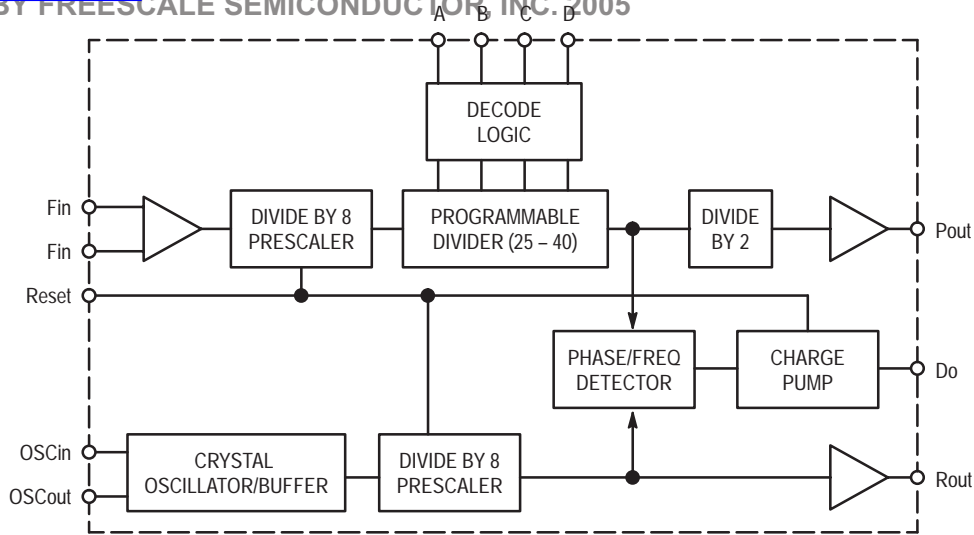 BY FREESCALE SEMICONDUCTOR, INC. 2005
A B C D
DECODE
LOGIC
Fin
Fin
DIVIDE BY 8
PRESCALER
PROGRAMMABLE
DIVIDER (25 – 40)
DIVIDE
BY 2
Pout
Reset
PHASE/FREQ
DETECTOR
CHARGE
PUMP
Do
OSCin
OSCout
CRYSTAL
OSCILLATOR/BUFFER
DIVIDE BY 8
PRESCALER
Rout